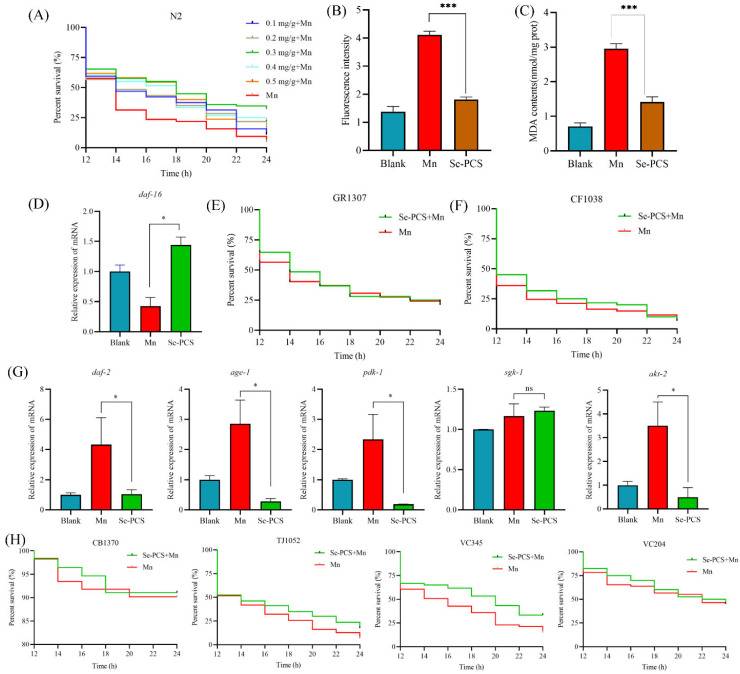 (A)
N2
Percent survival (%)
100
75
50
25
0
12 14 16 18 20 22 24
Time (h)
0.1 mg/g+Mn
0.2 mg/g+Mn
0.3 mg/g+Mn
0.4 mg/g+Mn
0.5 mg/g+Mn
Mn
(B)
Fluorescence intensity
5
4
3
2
1
0
***
Blank Mn Se-PCS
(C)
MDA contents(nmol/mg prot)
4
3
2
1
0
***
Blank Mn Se-PCS
(D)
daf-16
Relative expression of mRNA
2.0
1.5
1.0
0.5
0.0
*
Blank Mn Se-PCS
(E)
GR1307
Percent survival (%)
100
75
50
25
0
12 14 16 18 20 22 24
Time (h)
Se-PCS+Mn
Mn
(F)
CF1038
Percent survival (%)
100
75
50
25
0
12 14 16 18 20 22 24
Time (h)
Se-PCS+Mn
Mn
(G)
daf-2
Relative expression of mRNA
8
6
4
2
0
*
Blank Mn Se-PCS
age-1
Relative expression of mRNA
4
3
2
1
0
*
Blank Mn Se-PCS
pdk-1
Relative expression of mRNA
4
3
2
1
0
*
Blank Mn Se-PCS
sgk-1
Relative expression of mRNA
1.5
1.0
0.5
0.0
ns
Blank Mn Se-PCS
akt-2
Relative expression of mRNA
5
4
3
2
1
0
*
Blank Mn Se-PCS
(H)
CB1370
Percent survival (%)
100
95
90
85
80
12 14 16 18 20 22 24
Time (h)
Se-PCS+Mn
Mn
TJ1052
Percent survival (%)
100
75
50
25
0
12 14 16 18 20 22 24
Time (h)
Se-PCS+Mn
Mn
VC345
Percent survival (%)
100
75
50
25
0
12 14 16 18 20 22 24
Time (h)
Se-PCS+Mn
Mn
VC204
Percent survival (%)
100
75
50
25
0
12 14 16 18 20 22 24
Time (h)
Se-PCS+Mn
Mn